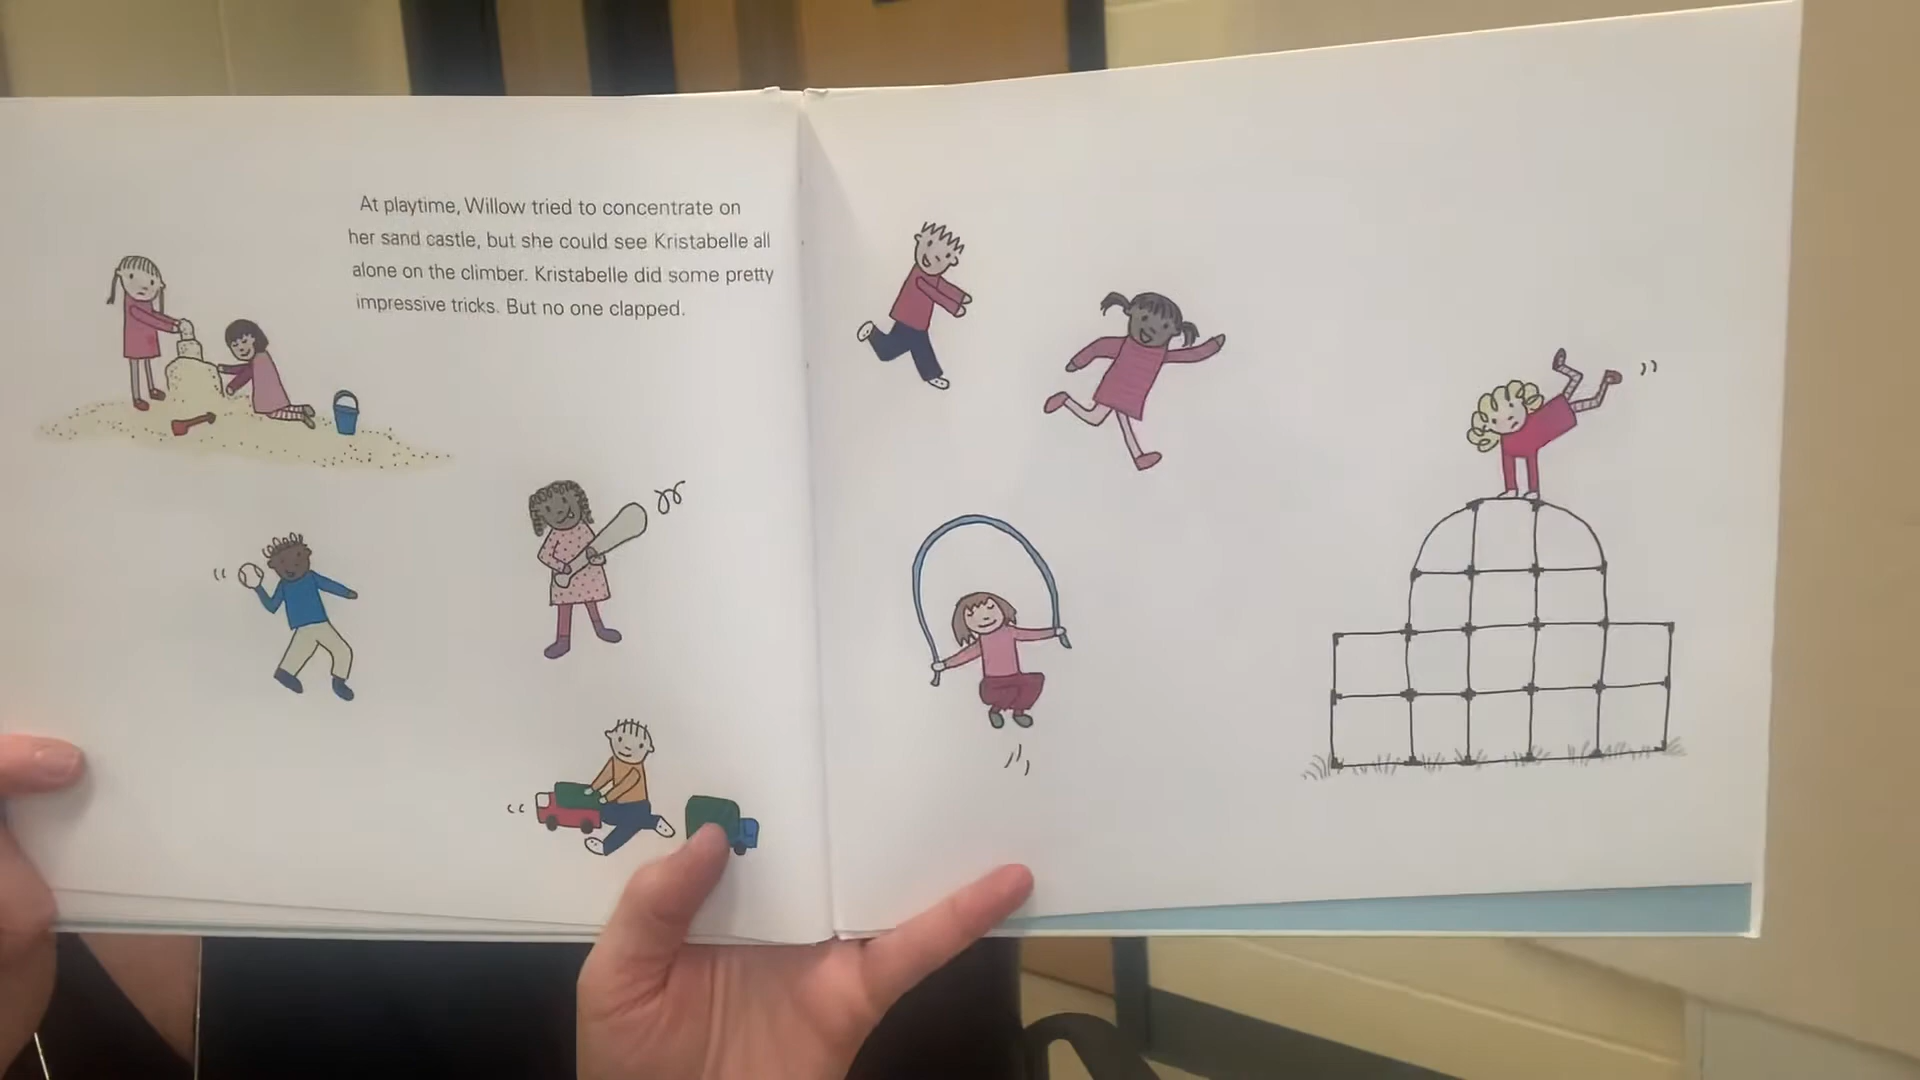 At playtime, Willow tried to concentrate on
her sand castle, but she could see Kristabelle all
alone on the climber. Kristabelle did some pretty
impressive tricks. But no one clapped.